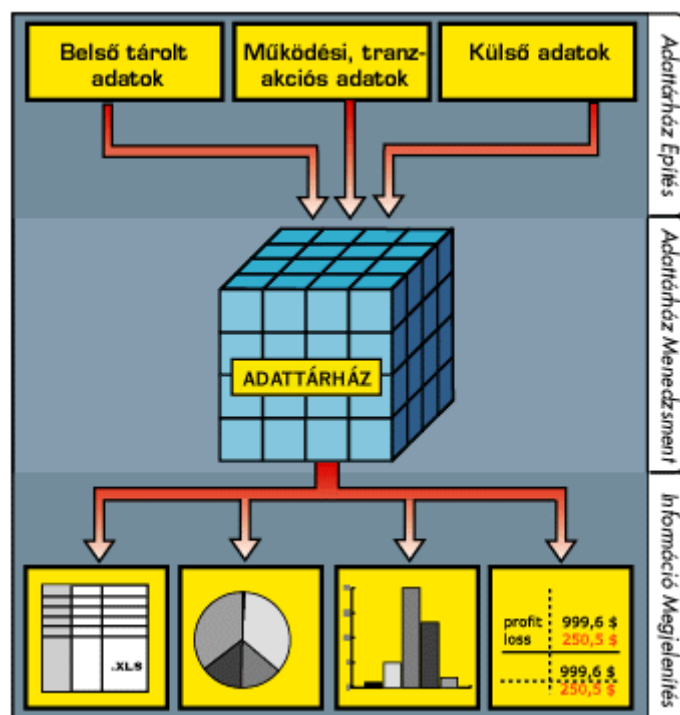 Belső tárolt
adatok
Működési, tranz-
akciós adatok
Külső adatok
Adattárház Építés
ADATTÁRHÁZ
Adattárház Menedzsment
.XLS
profit 999,6 $
loss 250,5 $
999,6 $
250,5 $
Információ Megjelenítés